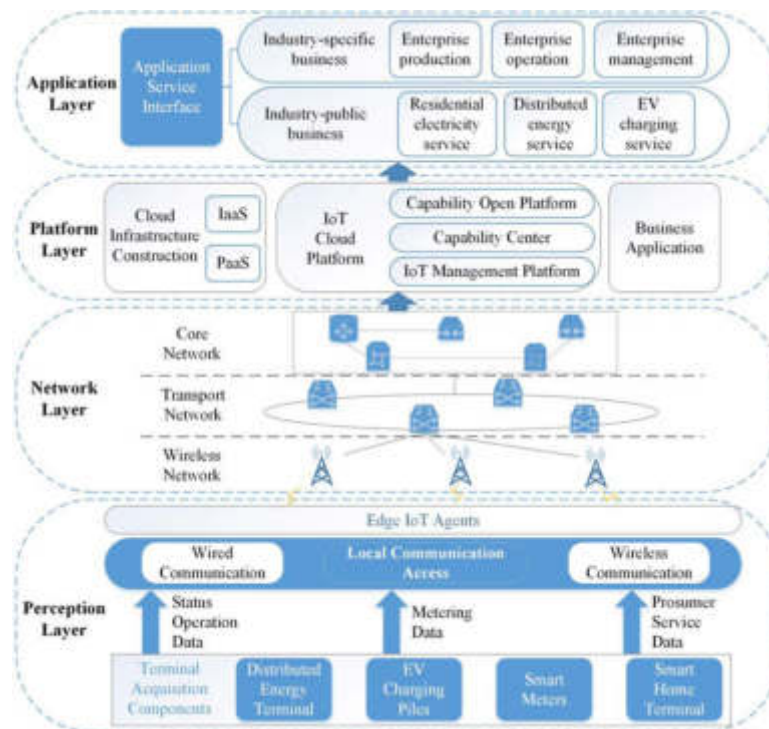 Application
Layer
Application
Service
Interface
Industry-specific
business
Enterprise
production
Enterprise
operation
Enterprise
management
Industry-public
business
Residential
electricity
service
Distributed
energy
service
EV
charging
service
Platform
Layer
Cloud
Infrastructure
Construction
IaaS
PaaS
IoT
Cloud
Platform
Capability Open Platform
Capability Center
IoT Management Platform
Business
Application
Network
Layer
Core
Network
Transport
Network
Wireless
Network
Perception
Layer
Edge IoT Agents
Wired
Communication
Local Communication
Access
Wireless
Communication
Status
Operation
Data
Metering
Data
Prosumer
Service
Data
Terminal
Acquisition
Components
Distributed
Energy
Terminal
EV
Charging
Piles
Smart
Meters
Smart
Home
Terminal